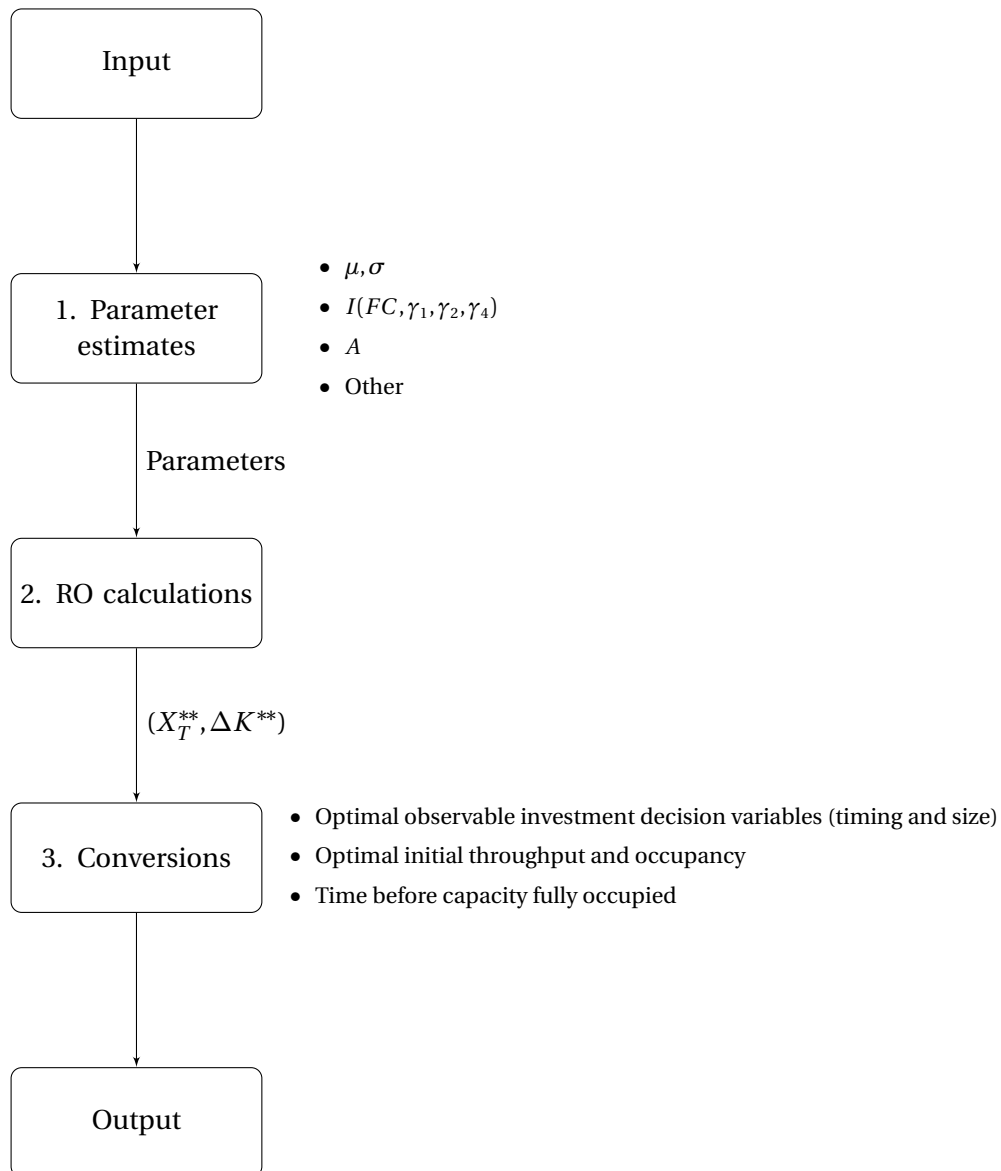 Input
1. Parameter
estimates
• μ,σ
• I(FC,γ₁,γ₂,γ₄)
• A
• Other
Parameters
2. RO calculations
(X_T^{**},ΔK^{**})
3. Conversions
• Optimal observable investment decision variables (timing and size)
• Optimal initial throughput and occupancy
• Time before capacity fully occupied
Output